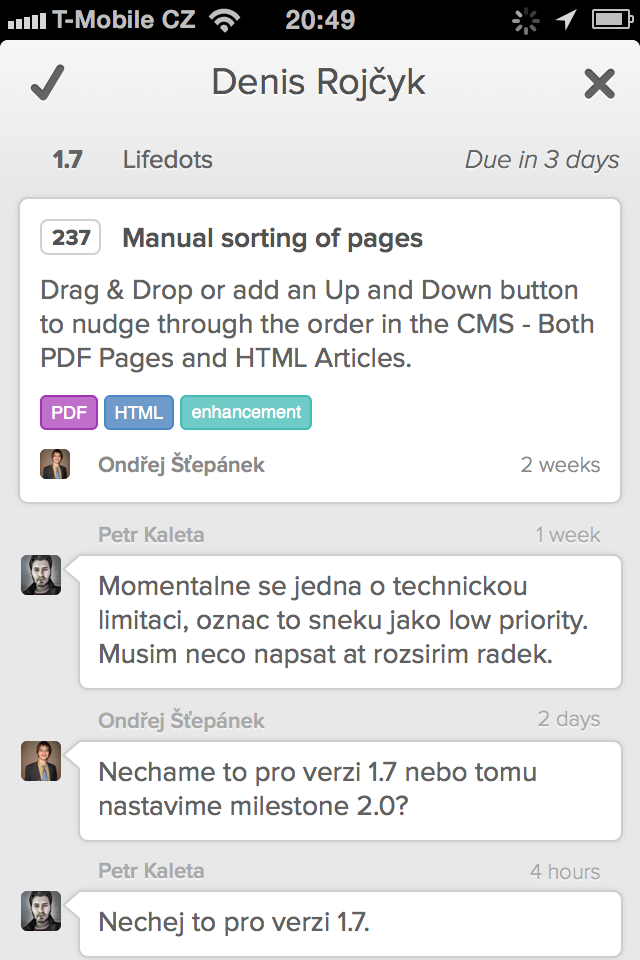 T-Mobile CZ 20:49
Denis Rojčyk
1.7 Lifedots Due in 3 days
237 Manual sorting of pages
Drag & Drop or add an Up and Down button
to nudge through the order in the CMS - Both
PDF Pages and HTML Articles.
PDF HTML enhancement
Ondřej Šťepánek 2 weeks
Petr Kaleta 1 week
Momentalne se jedna o technickou
limitaci, oznac to sneku jako low priority.
Musim neco napsat at rozsirim radek.
Ondřej Šťepánek 2 days
Nechame to pro verzi 1.7 nebo tomu
nastavime milestone 2.0?
Petr Kaleta 4 hours
Nechej to pro verzi 1.7.